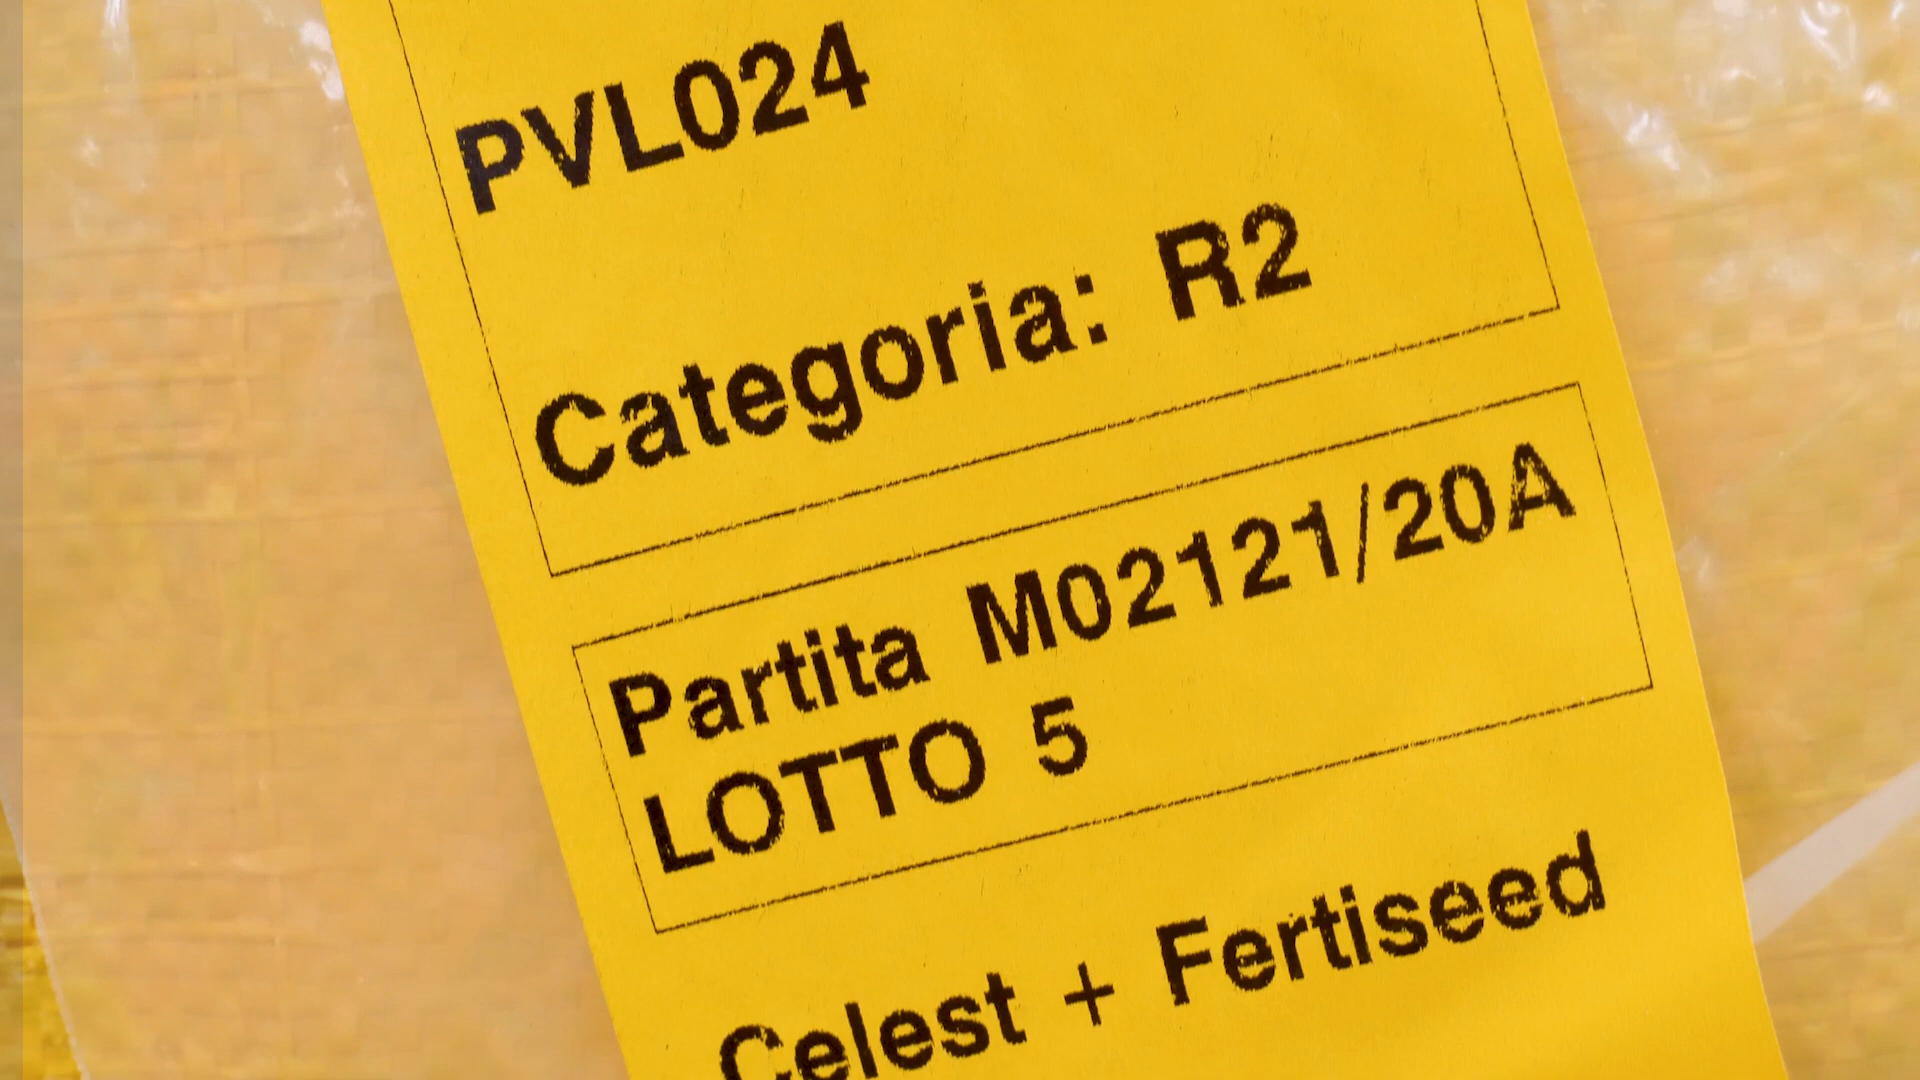 PVL024
Categoria: R2
Partita M02121/20A
LOTTO 5
Celest + Fertiseed